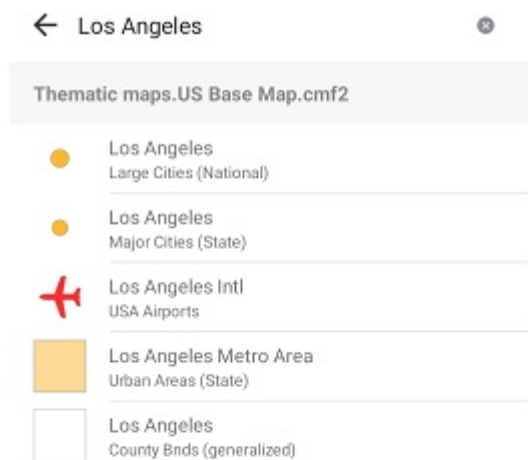 Los Angeles
Thematic maps.US Base Map.cmf2
Los Angeles
Large Cities (National)
Los Angeles
Major Cities (State)
Los Angeles Intl
USA Airports
Los Angeles Metro Area
Urban Areas (State)
Los Angeles
County Bnds (generalized)